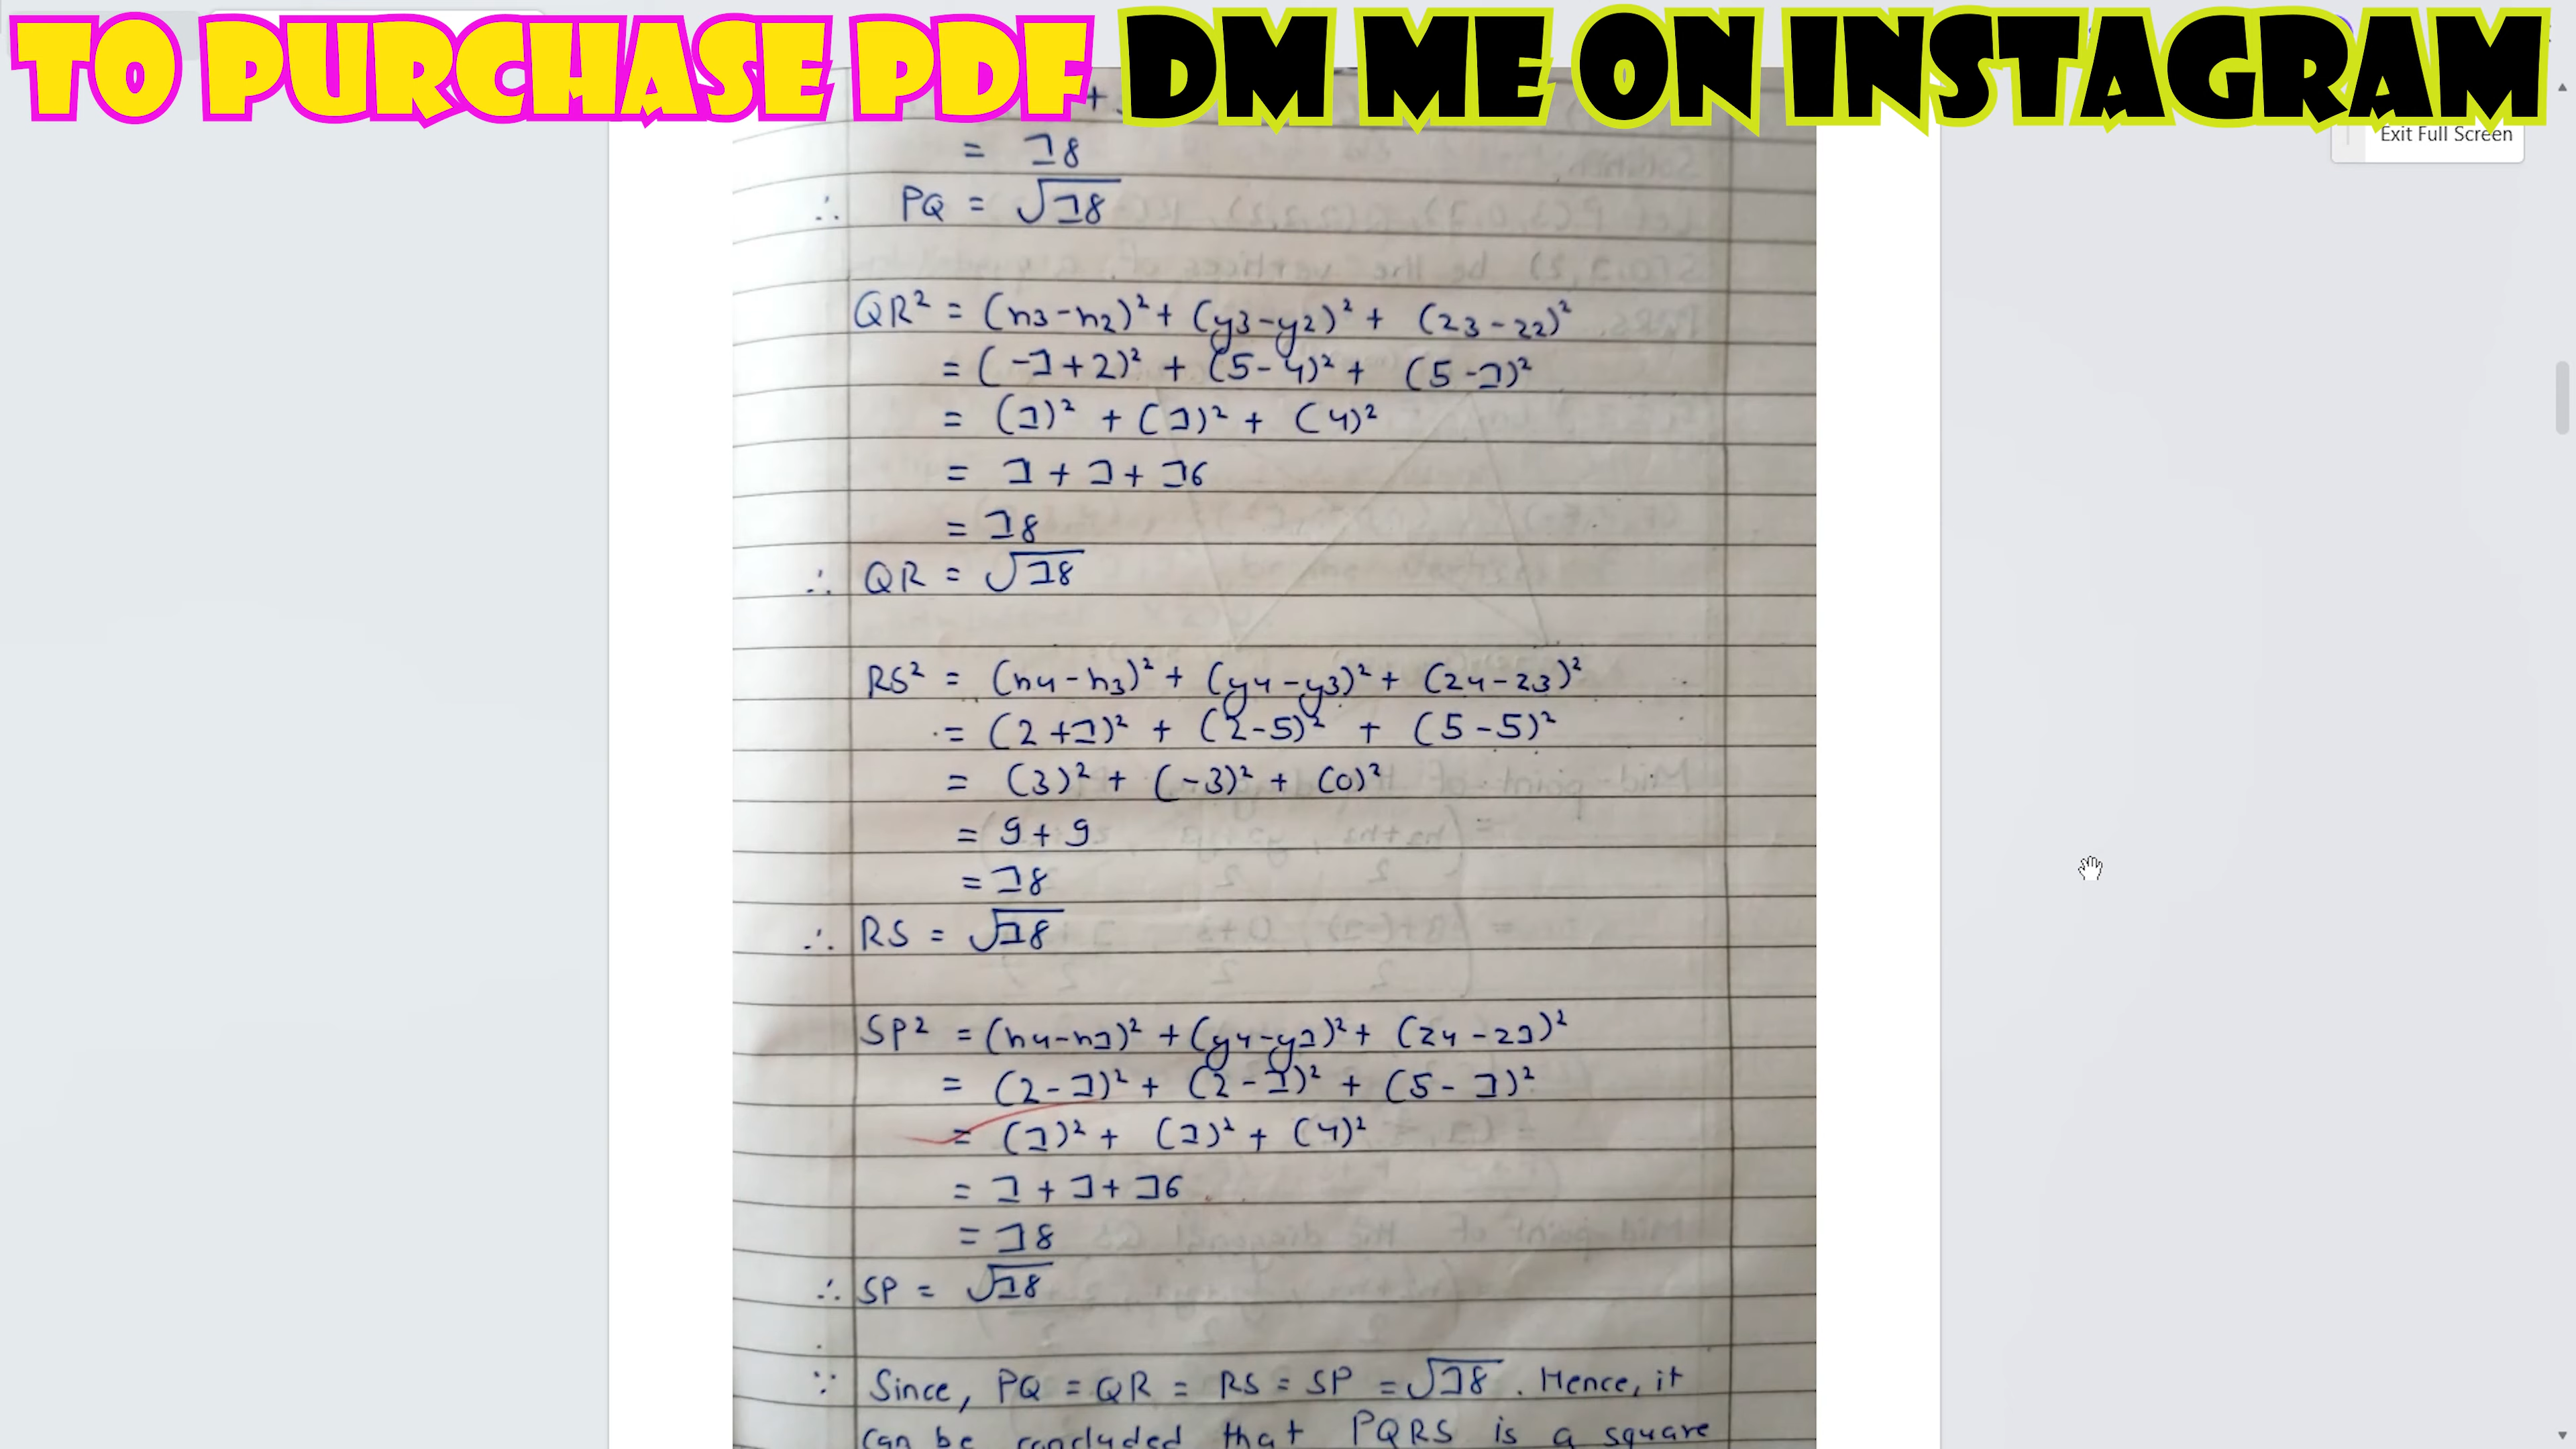 TO PURCHASE PDF DM ME ON INSTAGRAM
Exit Full Screen
= 18
∴ PQ = √18
QR² = (x3-x2)² + (y3-y2)² + (z3-z2)²
= (-1+2)² + (5-4)² + (5-1)²
= (1)² + (1)² + (4)²
= 1 + 1 + 16
= 18
∴ QR = √18
RS² = (x4-x3)² + (y4-y3)² + (z4-z3)²
= (2+1)² + (2-5)² + (5-5)²
= (3)² + (-3)² + (0)²
= 9 + 9
= 18
∴ RS = √18
SP² = (x4-x1)² + (y4-y1)² + (z4-z1)²
= (2-1)² + (2-1)² + (5-1)²
= (1)² + (1)² + (4)²
= 1 + 1 + 16
= 18
∴ SP = √18
∵ Since, PQ = QR = RS = SP = √18. Hence, it
can be concluded that PQRS is a square